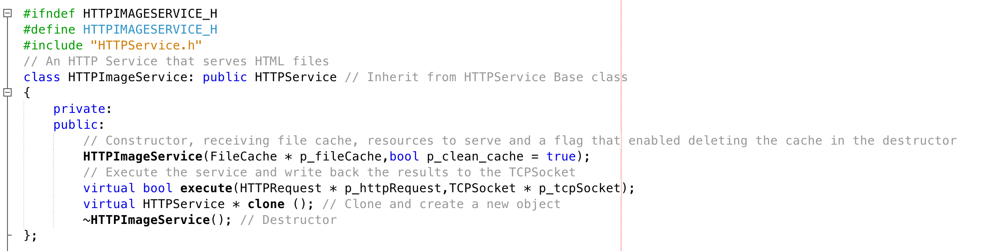 #ifndef HTTPIMAGESERVICE_H
#define HTTPIMAGESERVICE_H
#include "HTTPService.h"
// An HTTP Service that serves HTML files
class HTTPImageService: public HTTPService // Inherit from HTTPService Base class
{
    private:
    public:
        // Constructor, receiving file cache, resources to serve and a flag that enabled deleting the cache in the destructor
        HTTPImageService(FileCache * p_fileCache,bool p_clean_cache = true);
        // Execute the service and write back the results to the TCPSocket
        virtual bool execute(HTTPRequest * p_httpRequest,TCPSocket * p_tcpSocket);
        virtual HTTPService * clone (); // Clone and create a new object
        ~HTTPImageService(); // Destructor
};